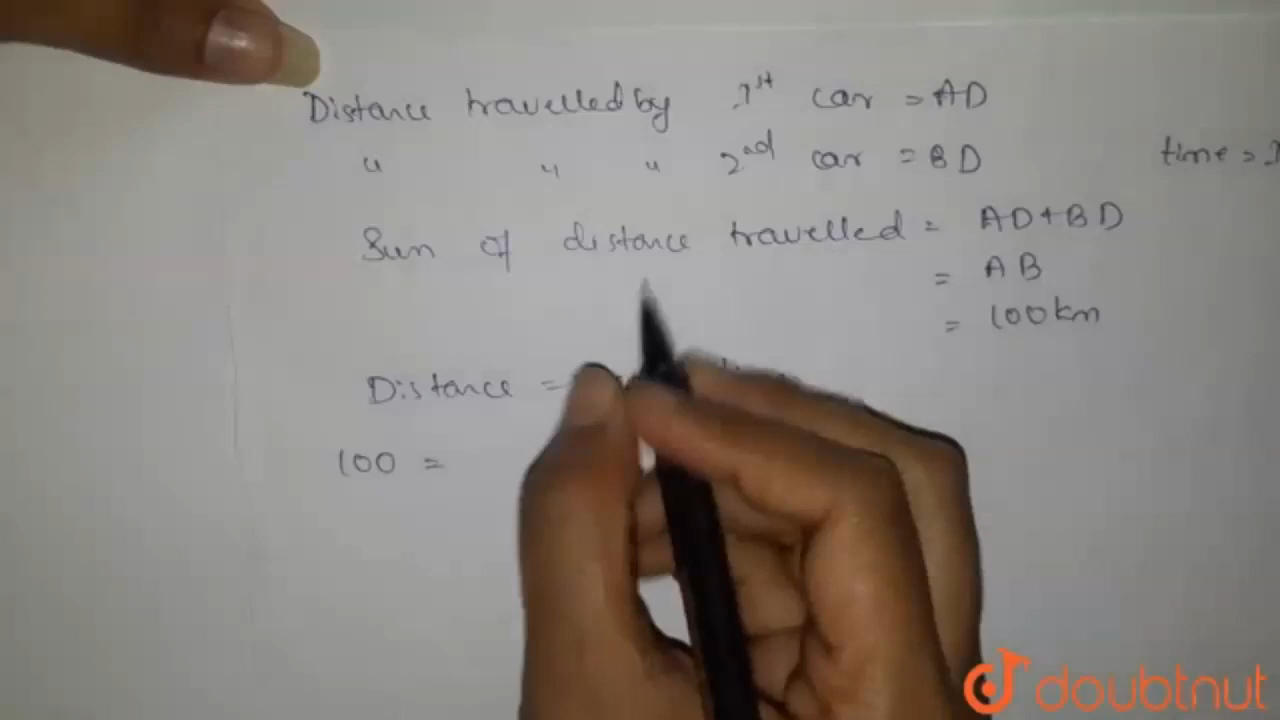 Distance travelled by 1st car = AD
" " " 2nd car = BD time =
Sum of distance travelled = AD + BD
= AB
= 100km
Distance =
100 =
doubtnut